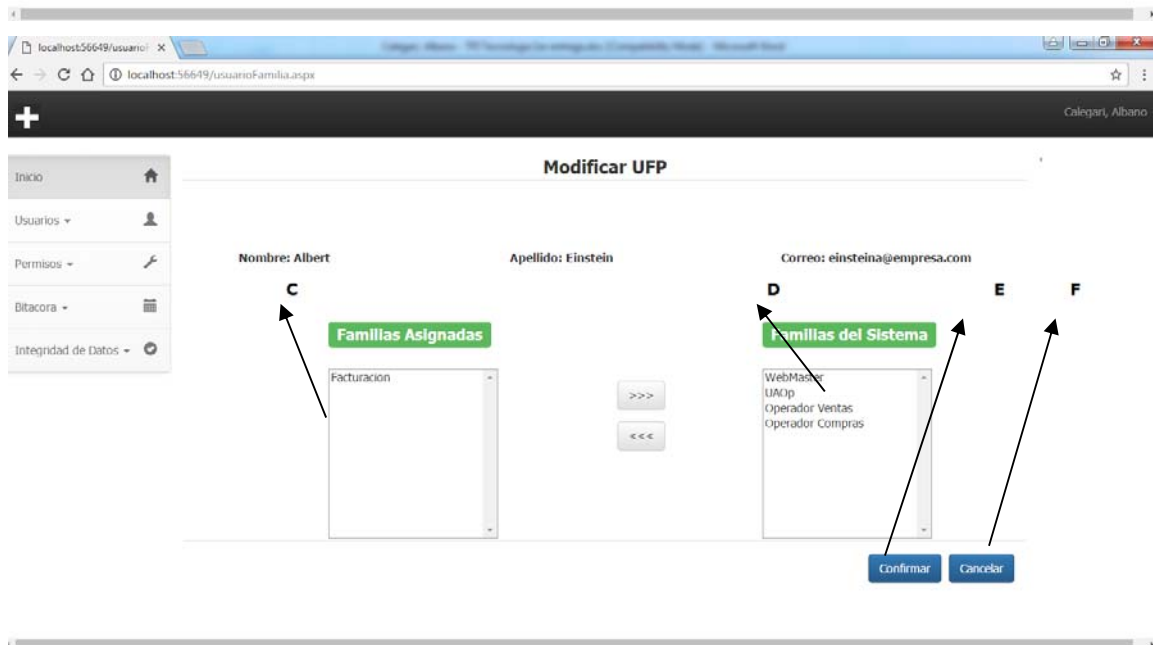 localhost:56649/usuarioF
localhost:56649/usuarioFamilia.aspx
Calegari, Albano
Modificar UFP
Inicio
Usuarios
Permisos
Bitacora
Integridad de Datos
Nombre: Albert
Apellido: Einstein
Correo: einsteina@empresa.com
C
D
E
F
Familias Asignadas
Familias del Sistema
Facturacion
>>>
<<<
WebMaster
UAOp
Operador Ventas
Operador Compras
Confirmar
Cancelar